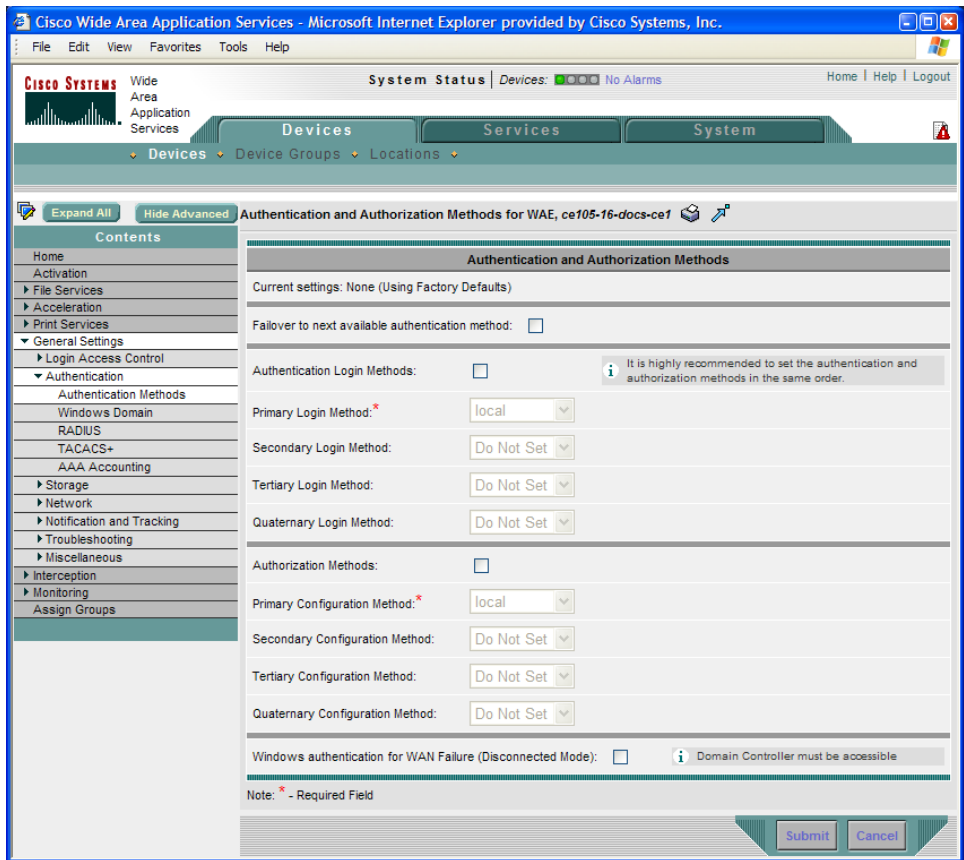 Cisco Wide Area Application Services - Microsoft Internet Explorer provided by Cisco Systems, Inc.
File Edit View Favorites Tools Help
CISCO SYSTEMS
Wide
Area
Application
Services
System Status | Devices: No Alarms
Home | Help | Logout
Devices Services System
Devices Device Groups Locations
Expand All Hide Advanced
Authentication and Authorization Methods for WAE, ce105-16-docs-ce1
Contents
Home
Activation
File Services
Acceleration
Print Services
General Settings
Login Access Control
Authentication
Authentication Methods
Windows Domain
RADIUS
TACACS+
AAA Accounting
Storage
Network
Notification and Tracking
Troubleshooting
Miscellaneous
Interception
Monitoring
Assign Groups
Authentication and Authorization Methods
Current settings: None (Using Factory Defaults)
Failover to next available authentication method:
Authentication Login Methods:
i It is highly recommended to set the authentication and
authorization methods in the same order.
Primary Login Method:* local
Secondary Login Method: Do Not Set
Tertiary Login Method: Do Not Set
Quaternary Login Method: Do Not Set
Authorization Methods:
Primary Configuration Method:* local
Secondary Configuration Method: Do Not Set
Tertiary Configuration Method: Do Not Set
Quaternary Configuration Method: Do Not Set
Windows authentication for WAN Failure (Disconnected Mode): i Domain Controller must be accessible
Note: * - Required Field
Submit Cancel